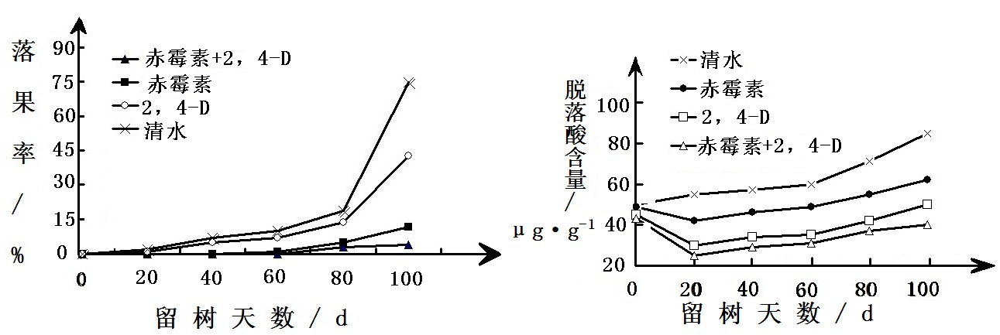 落果率/%
90
75
60
45
30
15
0
赤霉素+2, 4-D
赤霉素
2, 4-D
清水
0 20 40 60 80 100
留树天数/d
脱落酸含量/
μg·g⁻¹
100
80
60
40
20
清水
赤霉素
2, 4-D
赤霉素+2, 4-D
0 20 40 60 80 100
留树天数/d